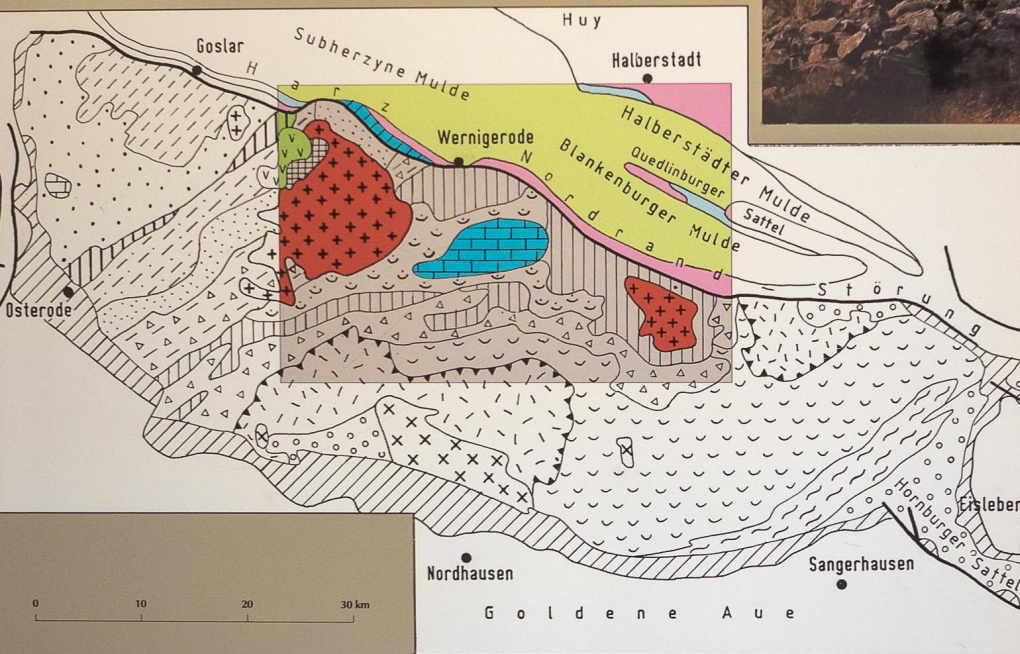 Huy
Goslar
Subherzyne Mulde
Halberstadt
Harz Nordrand Störung
Wernigerode
Halberstädter Mulde
Quedlinburger
Sattel
Blankenburger Mulde
Osterode
Eisleben
Hornburger Sattel
Nordhausen
Sangerhausen
Goldene Aue
0 10 20 30 km